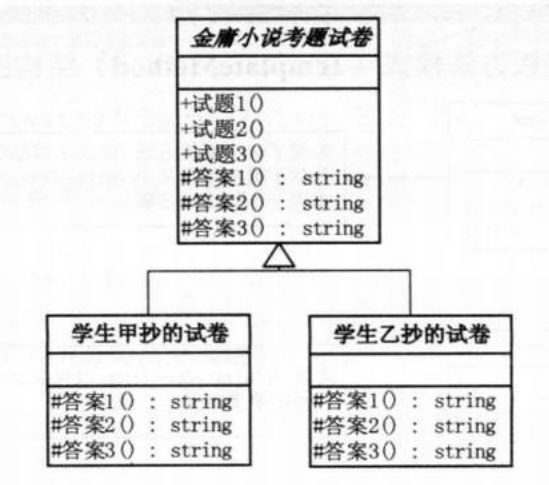 金庸小说考题试卷
+试题1()
+试题2()
+试题3()
#答案1() : string
#答案2() : string
#答案3() : string
学生甲抄的试卷
#答案1() : string
#答案2() : string
#答案3() : string
学生乙抄的试卷
#答案1() : string
#答案2() : string
#答案3() : string